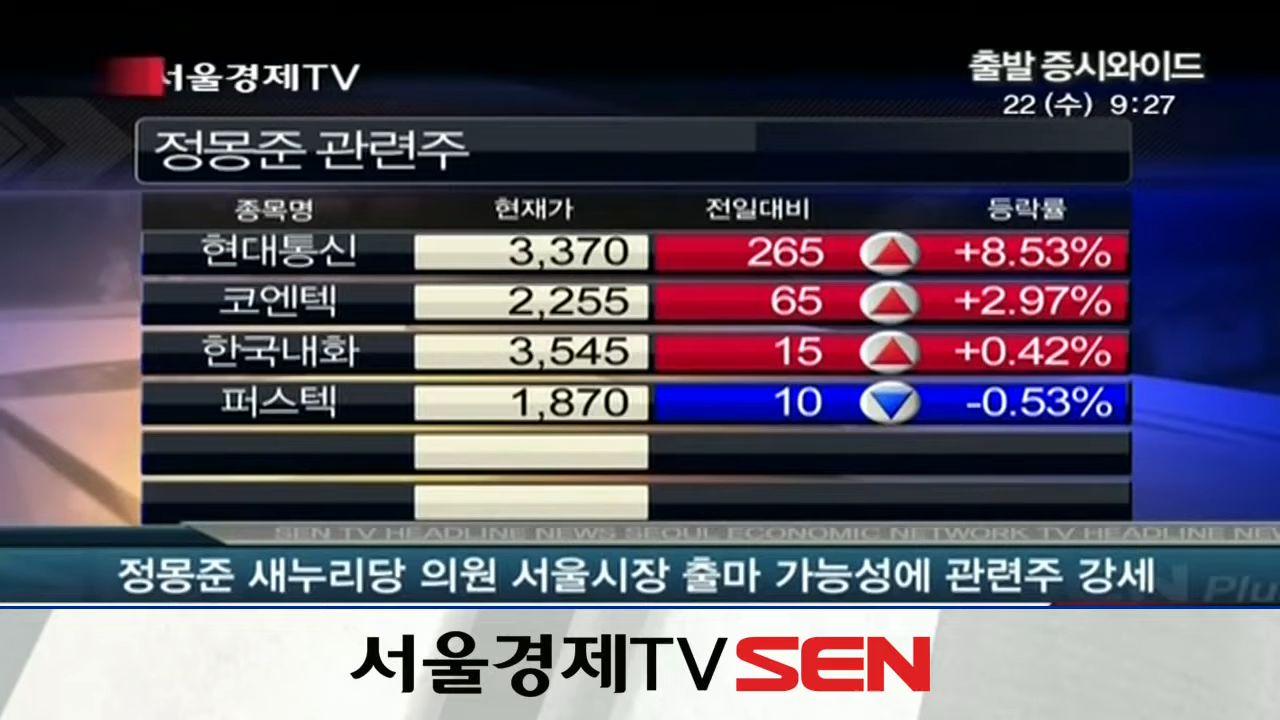 서울경제TV
출발 증시와이드
22 (수) 9:27
정몽준 관련주
종목명 현재가 전일대비 등락률
현대통신 3,370 265 +8.53%
코엔텍 2,255 65 +2.97%
한국내화 3,545 15 +0.42%
퍼스텍 1,870 10 -0.53%
SEN TV HEADLINE NEWS SEOUL ECONOMIC NETWORK TV HEADLINE NE
정몽준 새누리당 의원 서울시장 출마 가능성에 관련주 강세
Plu
서울경제TV SEN